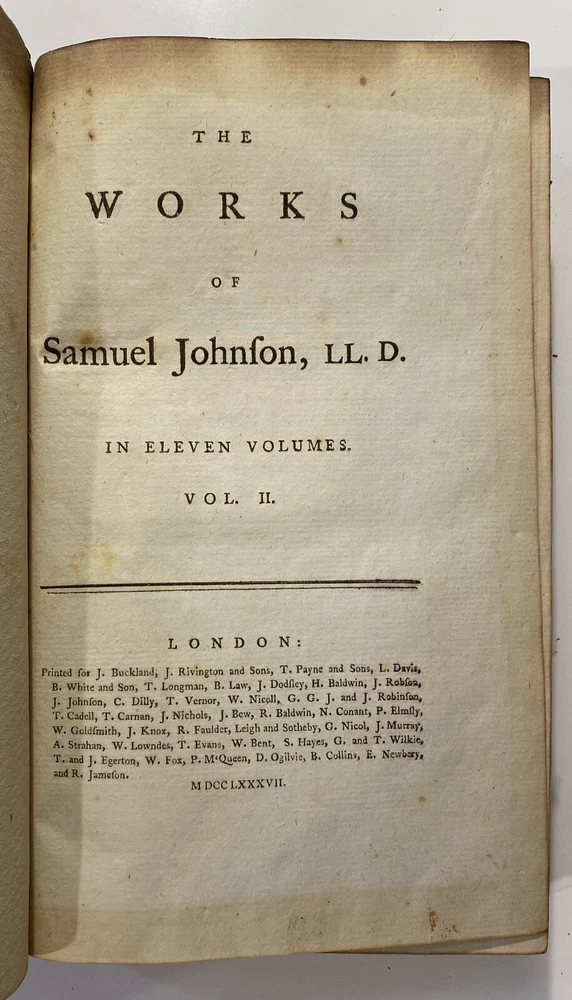 THE
WORKS
OF
Samuel Johnſon, LL. D.
IN ELEVEN VOLUMES.
VOL. II.
LONDON:
Printed for J. Buckland, J. Rivington and Sons, T. Payne and Sons, L. Davis,
B. White and Son, T. Longman, B. Law, J. Dodſley, H. Baldwin, J. Robſon,
J. Johnſon, C. Dilly, T. Vernor, W. Nicoll, G. G. J. and J. Robinſon,
T. Cadell, T. Carnan, J. Nichols, J. Bew, R. Baldwin, N. Conant, P. Elmſly,
W. Goldſmith, J. Knox, R. Faulder, Leigh and Sotheby, G. Nicol, J. Murray,
A. Strahan, W. Lowndes, T. Evans, W. Bent, S. Hayes, G. and T. Wilkie,
T. and J. Egerton, W. Fox, P. M‘Queen, D. Ogilvie, B. Collins, E. Newbery,
and R. Jameſon.
M DCC LXXXVII.